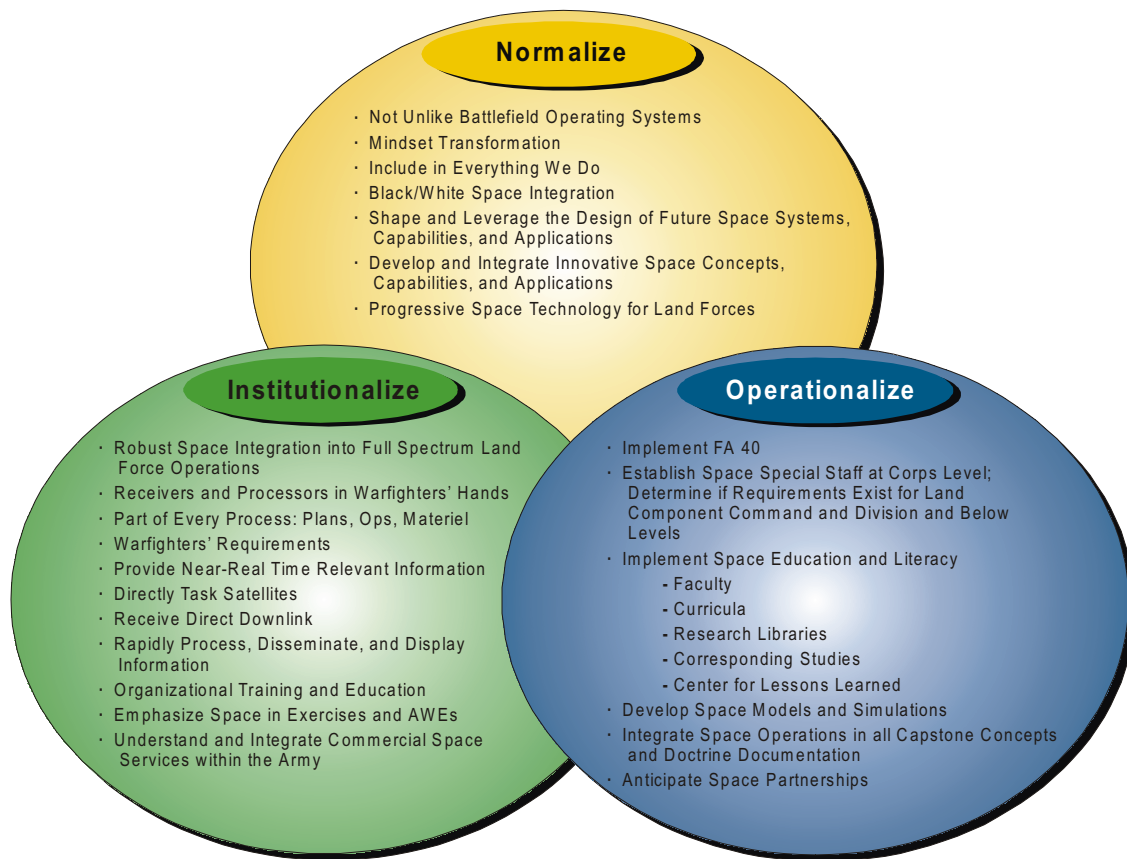 Normalize
· Not Unlike Battlefield Operating Systems
· Mindset Transformation
· Include in Everything We Do
· Black/White Space Integration
· Shape and Leverage the Design of Future Space Systems,
Capabilities, and Applications
· Develop and Integrate Innovative Space Concepts,
Capabilities, and Applications
· Progressive Space Technology for Land Forces
Institutionalize
· Robust Space Integration into Full Spectrum Land
Force Operations
· Receivers and Processors in Warfighters' Hands
· Part of Every Process: Plans, Ops, Materiel
· Warfighters' Requirements
· Provide Near-Real Time Relevant Information
· Directly Task Satellites
· Receive Direct Downlink
· Rapidly Process, Disseminate, and Display
Information
· Organizational Training and Education
· Emphasize Space in Exercises and AWEs
· Understand and Integrate Commercial Space
Services within the Army
Operationalize
· Implement FA 40
· Establish Space Special Staff at Corps Level;
Determine if Requirements Exist for Land
Component Command and Division and Below
Levels
· Implement Space Education and Literacy
- Faculty
- Curricula
- Research Libraries
- Corresponding Studies
- Center for Lessons Learned
· Develop Space Models and Simulations
· Integrate Space Operations in all Capstone Concepts
and Doctrine Documentation
· Anticipate Space Partnerships